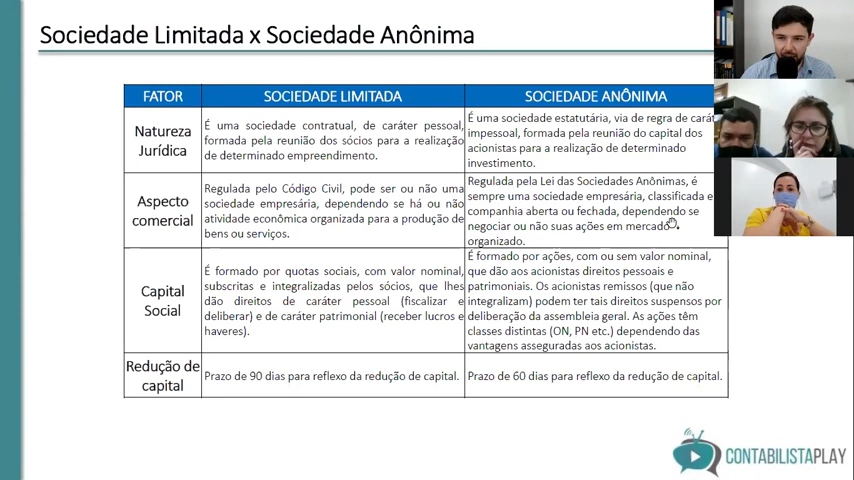 Sociedade Limitada x Sociedade Anônima
FATOR
SOCIEDADE LIMITADA
SOCIEDADE ANÔNIMA
Natureza
Jurídica
É uma sociedade contratual, de caráter pessoal,
formada pela reunião dos sócios para a realização
de determinado empreendimento.
É uma sociedade estatutária, via de regra de
impessoal, formada pela reunião do capital dos
acionistas para a realização de determinado
investimento.
Aspecto
comercial
Regulada pelo Código Civil, pode ser ou não uma
sociedade empresária, dependendo se há ou não
atividade econômica organizada para a produção de
bens ou serviços.
Regulada pela Lei das Sociedades Anônimas, é
sempre uma sociedade empresária, classificada e
companhia aberta ou fechada, dependendo se
negociar ou não suas ações em mercado
organizado.
Capital
Social
É formado por quotas sociais, com valor nominal,
subscritas e integralizadas pelos sócios, que lhes
dão direitos de caráter pessoal (fiscalizar e
deliberar) e de caráter patrimonial (receber lucros e
haveres).
É formado por ações, com ou sem valor nominal,
que dão aos acionistas direitos pessoais e
patrimoniais. Os acionistas remissos (que não
integralizam) podem ter tais direitos suspensos por
deliberação da assembleia geral. As ações têm
classes distintas (ON, PN etc.) dependendo das
vantagens asseguradas aos acionistas.
Redução de
capital
Prazo de 90 dias para reflexo da redução de capital.
Prazo de 60 dias para reflexo da redução de capital.
CONTABILISTAPLAY